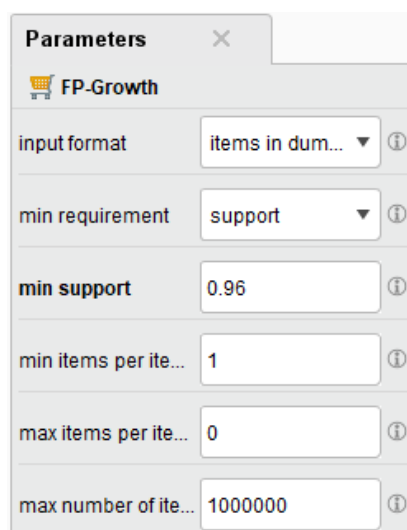 Parameters
FP-Growth
input format items in dum...
min requirement support
min support 0.96
min items per ite... 1
max items per ite... 0
max number of ite... 1000000